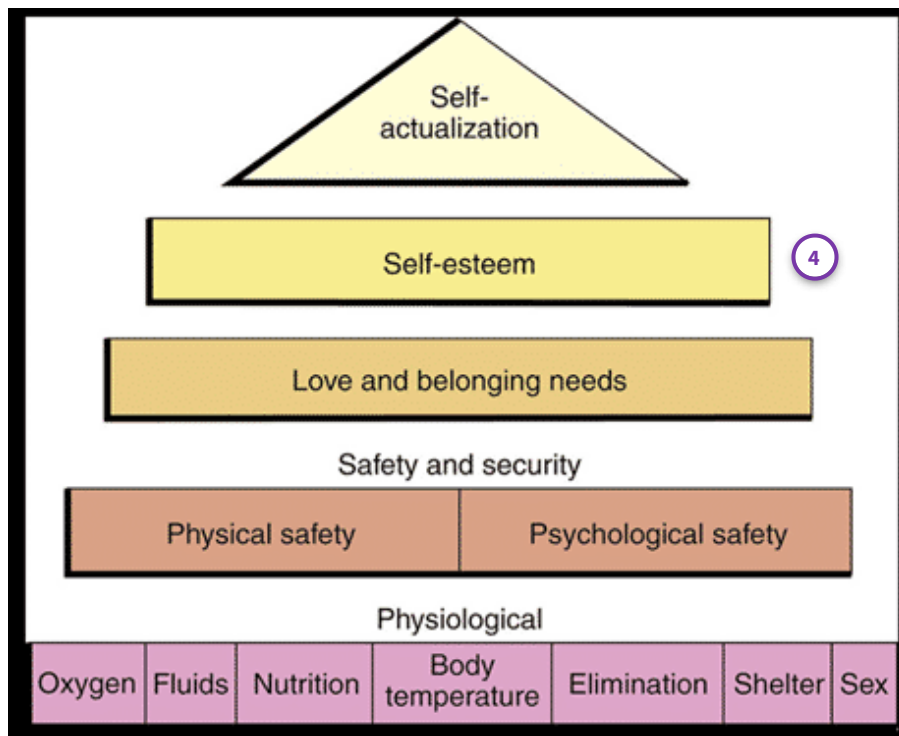 Self-
actualization
Self-esteem
4
Love and belonging needs
Safety and security
Physical safety
Psychological safety
Physiological
Oxygen
Fluids
Nutrition
Body
temperature
Elimination
Shelter
Sex